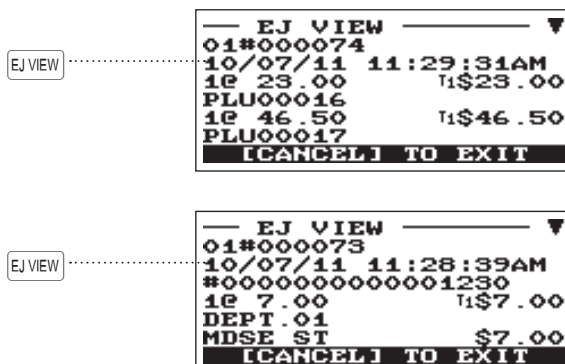 EJ VIEW
— EJ VIEW — ▼
01#000074
10/07/11 11:29:31AM
1@ 23.00 T1$23.00
PLU00016
1@ 46.50 T1$46.50
PLU00017
[CANCEL] TO EXIT
EJ VIEW
— EJ VIEW — ▼
01#000073
10/07/11 11:28:39AM
#0000000000001230
1@ 7.00 T1$7.00
DEPT.01
MDSE ST $7.00
[CANCEL] TO EXIT